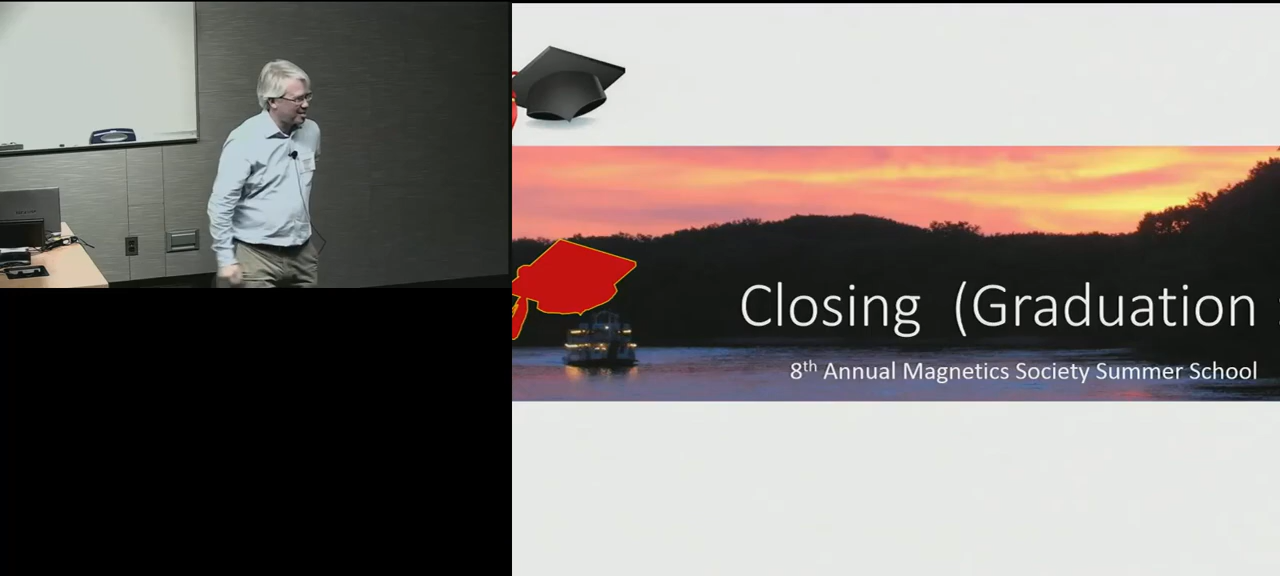 Closing (Graduation
8th Annual Magnetics Society Summer School